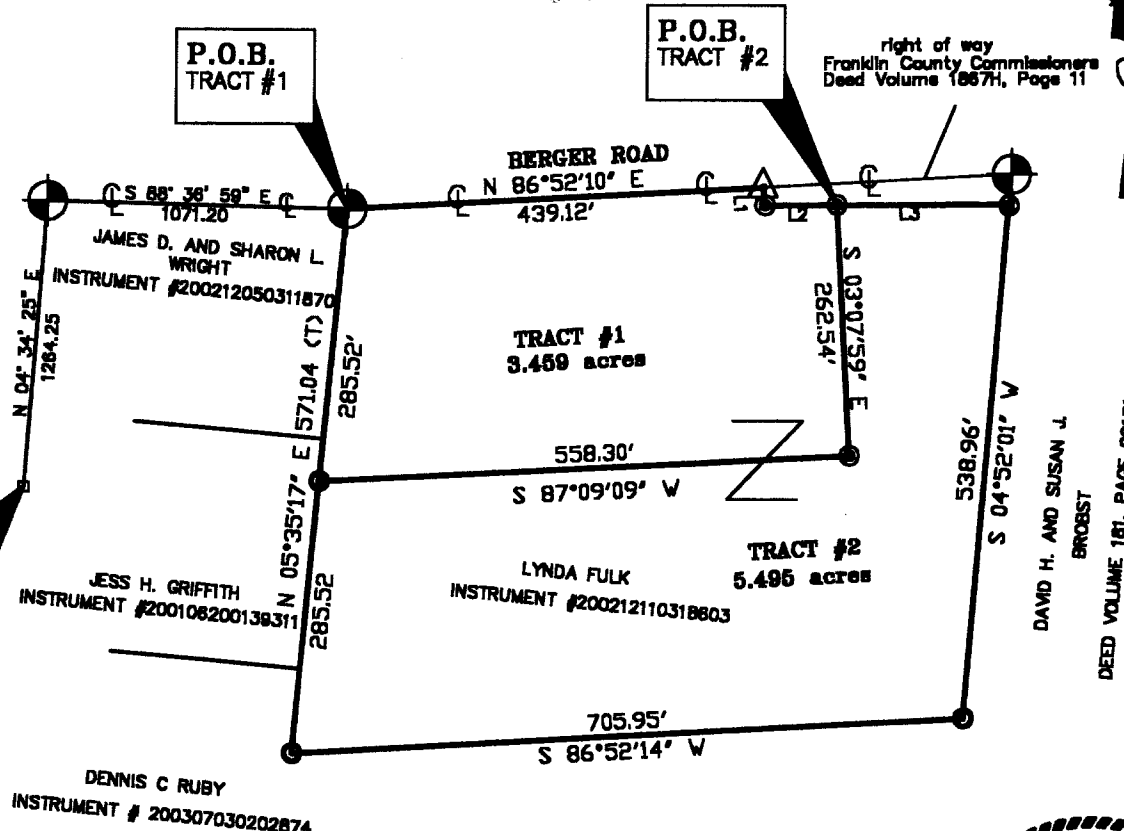 P.O.B.
TRACT #1
P.O.B.
TRACT #2
right of way
Franklin County Commissioners
Deed Volume 1867H, Page 11
BERGER ROAD
N 86°52'10" E
439.12'
S 88° 36' 59" E
1071.20
L1
L2
L3
JAMES D. AND SHARON L.
WRIGHT
INSTRUMENT #200212050311870
N 04° 34' 25" E
1264.25
N 05°35'17" E
571.04 (T)
285.52'
285.52
TRACT #1
3.459 acres
S 03°07'59" E
262.54'
558.30'
S 87°09'09" W
538.96'
S 04°52'01" W
DAVID H. AND SUSAN J.
BROBST
DEED VOLUME 181, PAGE
TRACT #2
5.495 acres
LYNDA FULK
INSTRUMENT #200212110318603
JESS H. GRIFFITH
INSTRUMENT #200106200139311
705.95'
S 86°52'14" W
DENNIS C RUBY
INSTRUMENT # 200307030202874